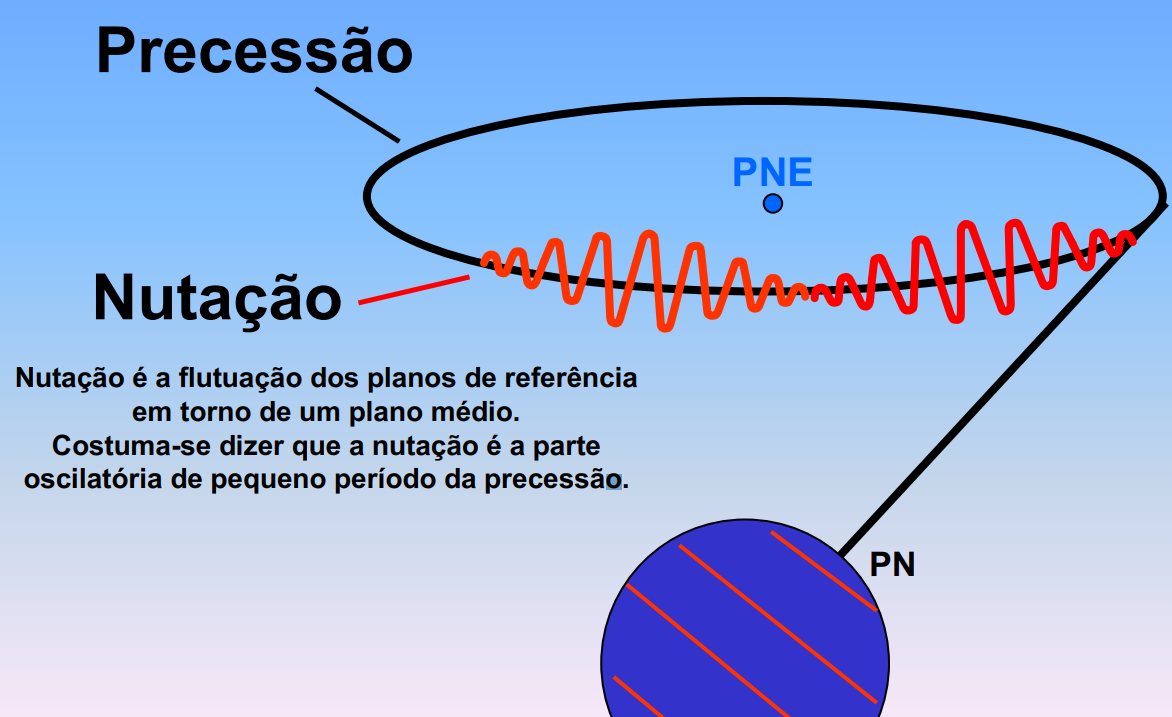 Precessão
PNE
Nutação
Nutação é a flutuação dos planos de referência
em torno de um plano médio.
Costuma-se dizer que a nutação é a parte
oscilatória de pequeno período da precessão.
PN